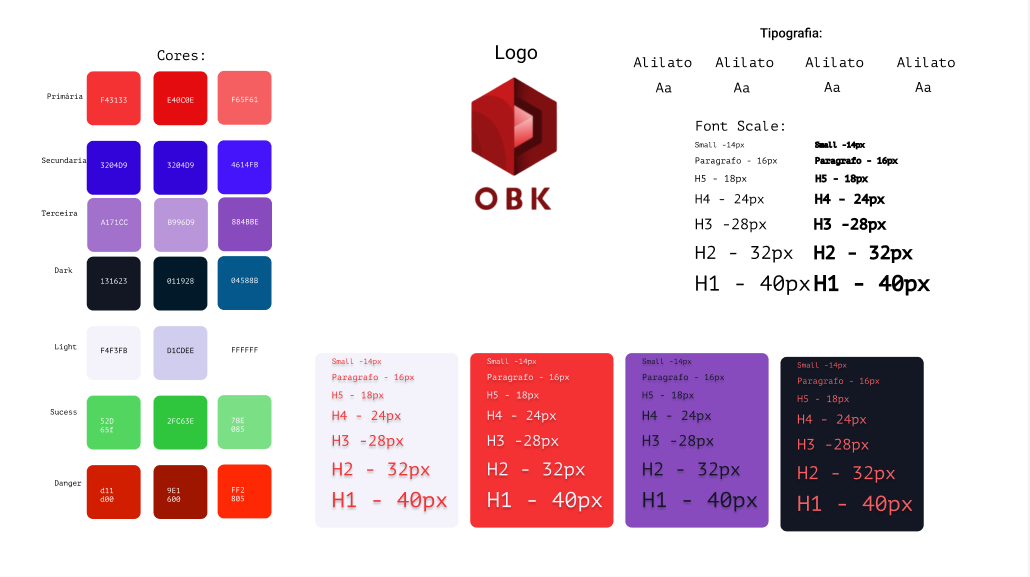 Cores:
Primária
F43133
E40C0E
F65F61
Secundaria
3204D9
3204D9
4614FB
Terceira
A171CC
B996D9
884BBE
Dark
131623
011928
04588B
Light
F4F3FB
D1CDEE
FFFFFF
Sucess
52D
65f
2FC63E
7BE
085
Danger
d11
d00
9E1
600
FF2
805
Logo
OBK
Tipografia:
Alilato Alilato Alilato Alilato
Aa Aa Aa Aa
Font Scale:
Small -14px Small -14px
Paragrafo - 16px Paragrafo - 16px
H5 - 18px H5 - 18px
H4 - 24px H4 - 24px
H3 -28px H3 -28px
H2 - 32px H2 - 32px
H1 - 40px H1 - 40px
Small -14px
Paragrafo - 16px
H5 - 18px
H4 - 24px
H3 -28px
H2 - 32px
H1 - 40px
Small -14px
Paragrafo - 16px
H5 - 18px
H4 - 24px
H3 -28px
H2 - 32px
H1 - 40px
Small -14px
Paragrafo - 16px
H5 - 18px
H4 - 24px
H3 -28px
H2 - 32px
H1 - 40px
Small -14px
Paragrafo - 16px
H5 - 18px
H4 - 24px
H3 -28px
H2 - 32px
H1 - 40px